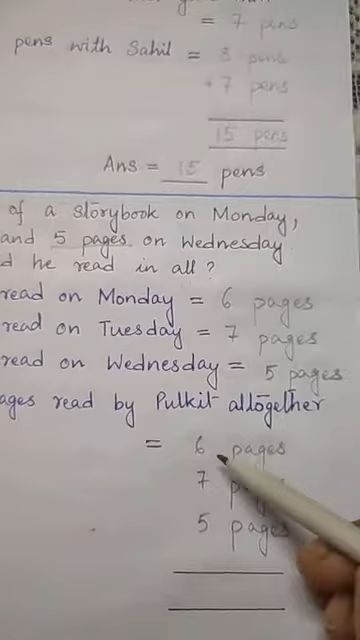 = 7 pens
pens with Sahil = 8 pens
+7 pens
15 pens
Ans = 15 pens
of a storybook on Monday,
and 5 pages on Wednesday
d he read in all?
read on Monday = 6 pages
read on Tuesday = 7 pages
read on Wednesday = 5 pages
ages read by Pulkit altogether
= 6 pages
7 pages
5 pages